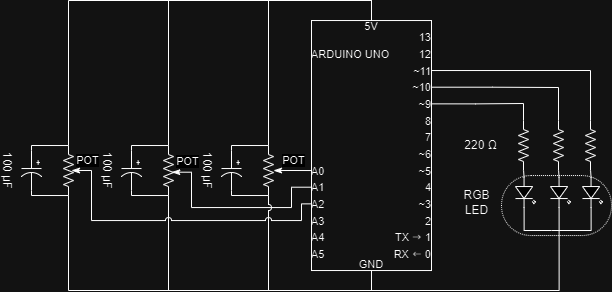 5V
ARDUINO UNO
13
12
~11
~10
~9
8
7
~6
~5
4
~3
2
TX → 1
RX ← 0
A0
A1
A2
A3
A4
A5
GND
+
100 µF
POT
+
100 µF
POT
+
100 µF
POT
220 Ω
RGB
LED